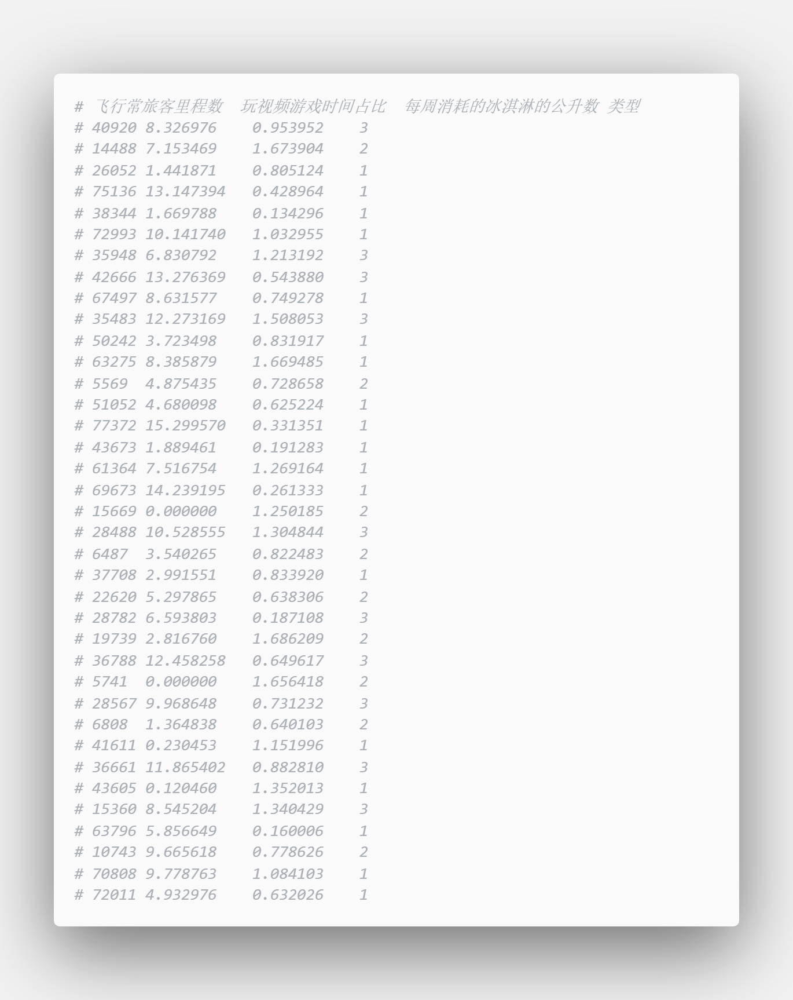 # 飞行常旅客里程数  玩视频游戏时间占比  每周消耗的冰淇淋的公升数 类型
# 40920 8.326976    0.953952    3
# 14488 7.153469    1.673904    2
# 26052 1.441871    0.805124    1
# 75136 13.147394   0.428964    1
# 38344 1.669788    0.134296    1
# 72993 10.141740   1.032955    1
# 35948 6.830792    1.213192    3
# 42666 13.276369   0.543880    3
# 67497 8.631577    0.749278    1
# 35483 12.273169   1.508053    3
# 50242 3.723498    0.831917    1
# 63275 8.385879    1.669485    1
# 5569  4.875435    0.728658    2
# 51052 4.680098    0.625224    1
# 77372 15.299570   0.331351    1
# 43673 1.889461    0.191283    1
# 61364 7.516754    1.269164    1
# 69673 14.239195   0.261333    1
# 15669 0.000000    1.250185    2
# 28488 10.528555   1.304844    3
# 6487  3.540265    0.822483    2
# 37708 2.991551    0.833920    1
# 22620 5.297865    0.638306    2
# 28782 6.593803    0.187108    3
# 19739 2.816760    1.686209    2
# 36788 12.458258   0.649617    3
# 5741  0.000000    1.656418    2
# 28567 9.968648    0.731232    3
# 6808  1.364838    0.640103    2
# 41611 0.230453    1.151996    1
# 36661 11.865402   0.882810    3
# 43605 0.120460    1.352013    1
# 15360 8.545204    1.340429    3
# 63796 5.856649    0.160006    1
# 10743 9.665618    0.778626    2
# 70808 9.778763    1.084103    1
# 72011 4.932976    0.632026    1